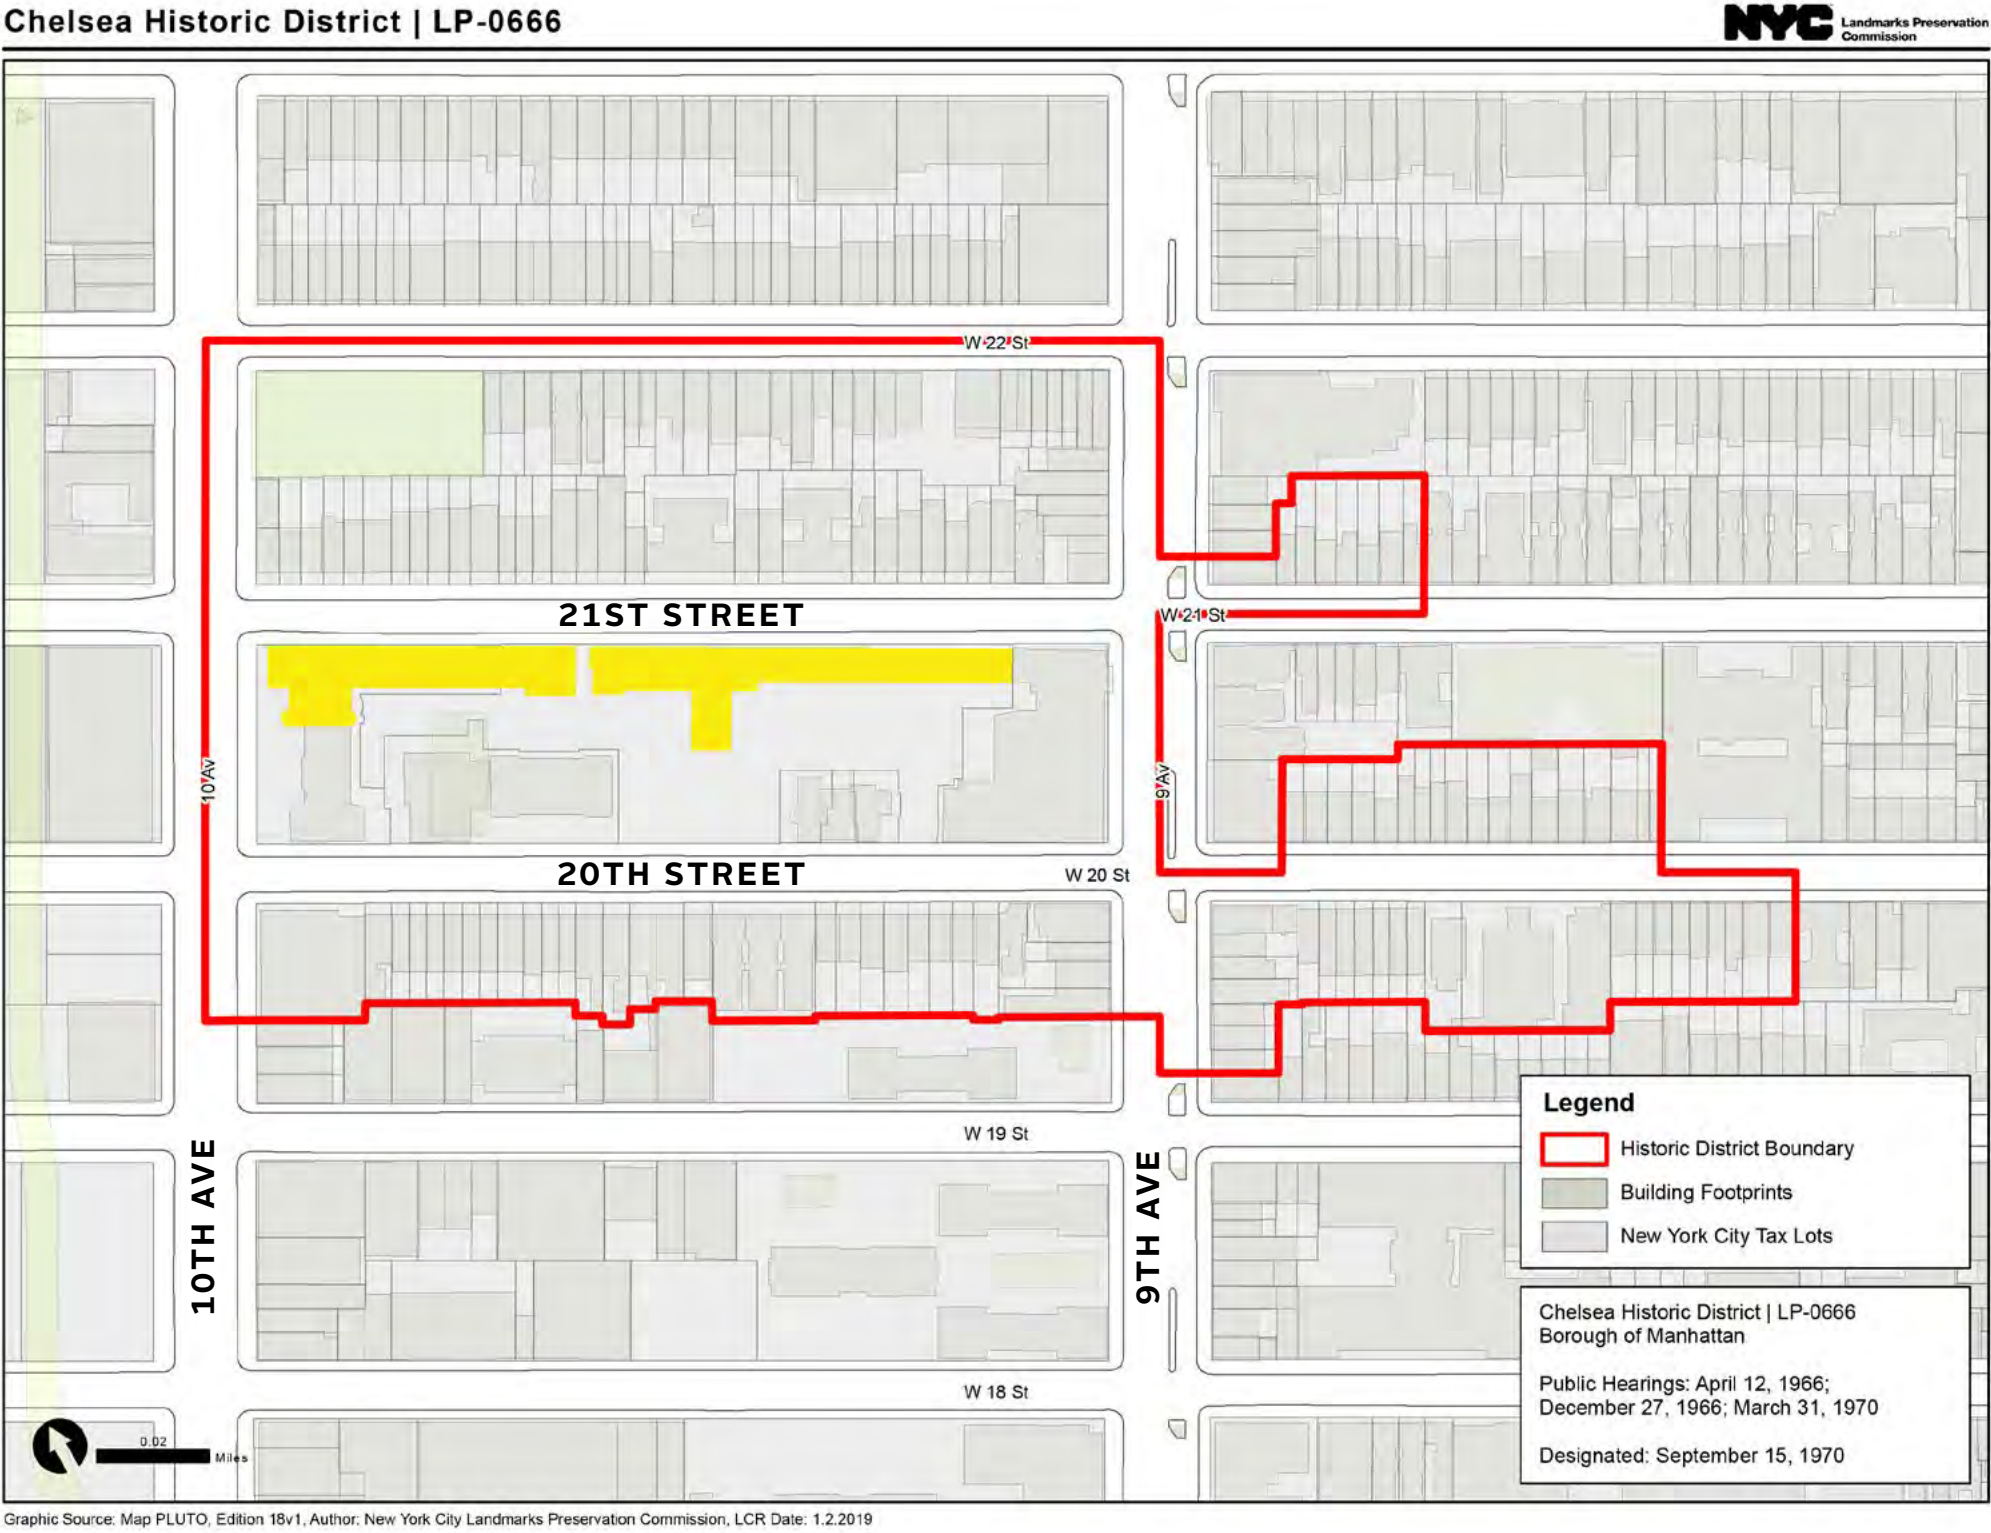 Chelsea Historic District | LP-0666
NYC
Landmarks Preservation
Commission
W 22 St
21ST STREET
W 21 St
10 Av
9 Av
20TH STREET
W 20 St
W 19 St
10TH AVE
9TH AVE
W 18 St
0.02
Miles
Legend
Historic District Boundary
Building Footprints
New York City Tax Lots
Chelsea Historic District | LP-0666
Borough of Manhattan
Public Hearings: April 12, 1966;
December 27, 1966; March 31, 1970
Designated: September 15, 1970
Graphic Source: Map PLUTO, Edition 18v1, Author: New York City Landmarks Preservation Commission, LCR Date: 1.2.2019